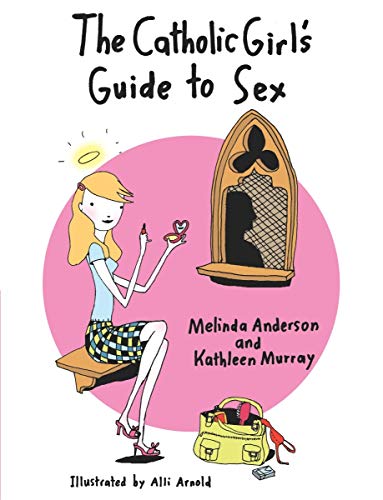 The Catholic Girl's
Guide to Sex
Melinda Anderson
and
Kathleen Murray
Illustrated by Alli Arnold